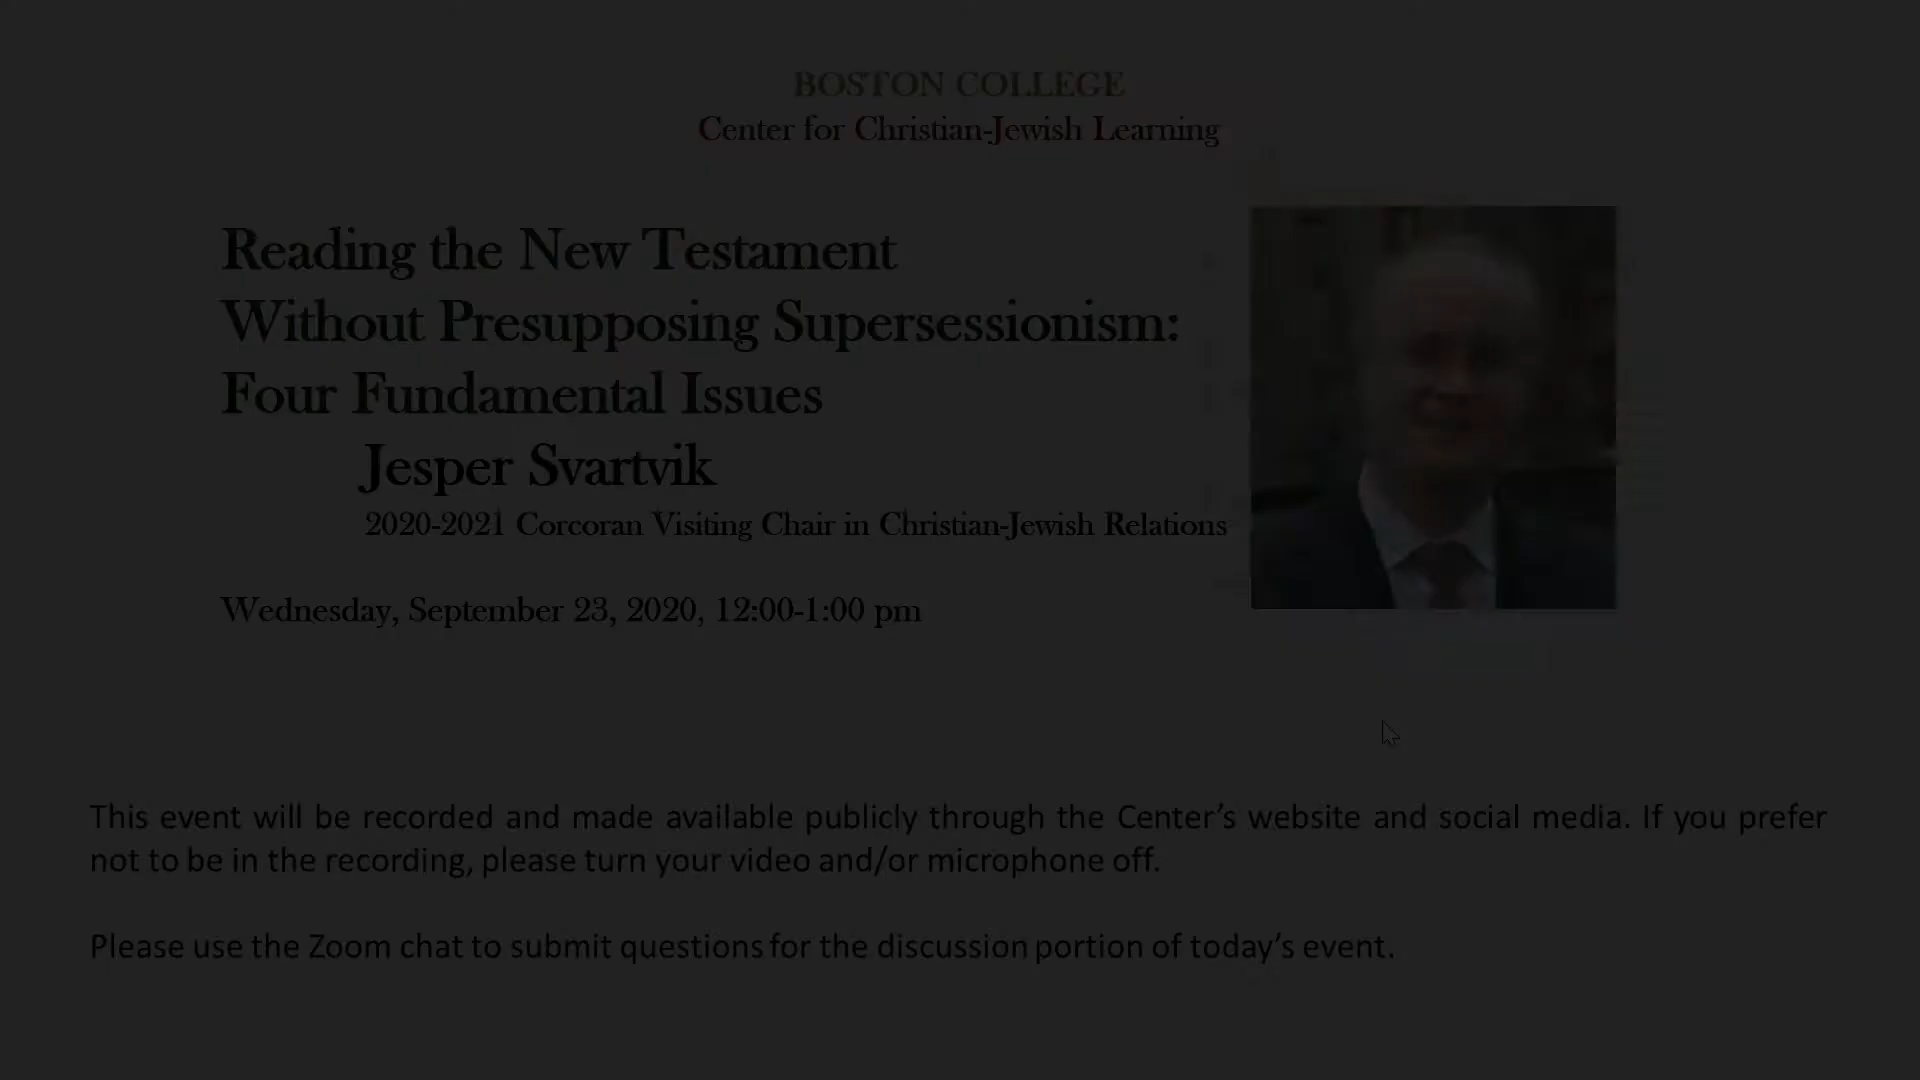 BOSTON COLLEGE
Center for Christian-Jewish Learning
Reading the New Testament
Without Presupposing Supersessionism:
Four Fundamental Issues
Jesper Svartvik
2020-2021 Corcoran Visiting Chair in Christian-Jewish Relations
Wednesday, September 23, 2020, 12:00-1:00 pm
This event will be recorded and made available publicly through the Center’s website and social media. If you prefer
not to be in the recording, please turn your video and/or microphone off.
Please use the Zoom chat to submit questions for the discussion portion of today’s event.